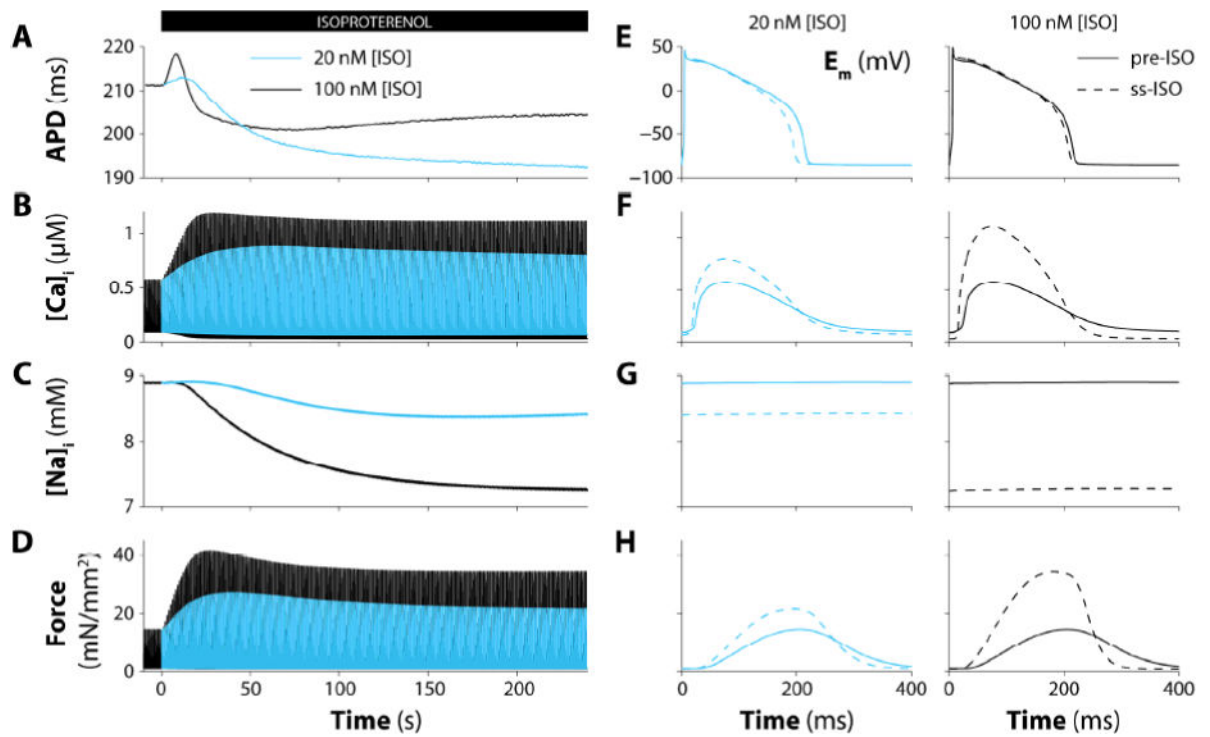 ISOPROTERENOL
A
APD (ms)
220
210
200
190
20 nM [ISO]
100 nM [ISO]
B
[Ca]i (μM)
1
0.5
0
C
[Na]i (mM)
9
8
7
D
Force
(mN/mm²)
40
20
0
0 50 100 150 200
Time (s)
20 nM [ISO] 100 nM [ISO]
E
Em (mV)
50
0
−50
−100
pre-ISO
ss-ISO
F
G
H
0 200 400 0 200 400
Time (ms) Time (ms)